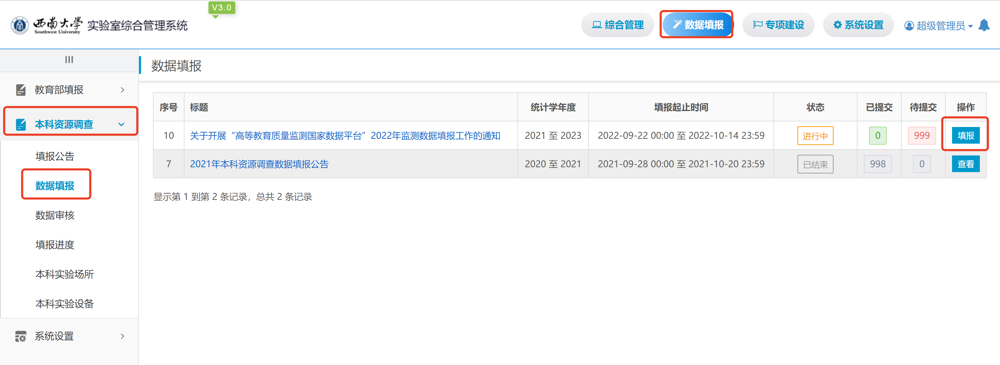 V3.0
西南大学 实验室综合管理系统
Southwest University
综合管理 数据填报 专项建设 系统设置 超级管理员
数据填报
教育部填报
本科资源调查
填报公告
数据填报
数据审核
填报进度
本科实验场所
本科实验设备
系统设置
序号 标题 统计学年度 填报起止时间 状态 已提交 待提交 操作
10 关于开展“高等教育质量监测国家数据平台”2022年监测数据填报工作的通知 2021 至 2023 2022-09-22 00:00 至 2022-10-14 23:59 进行中 0 999 填报
7 2021年本科资源调查数据填报公告 2020 至 2021 2021-09-28 00:00 至 2021-10-20 23:59 已结束 998 0 查看
显示第 1 到第 2 条记录，总共 2 条记录